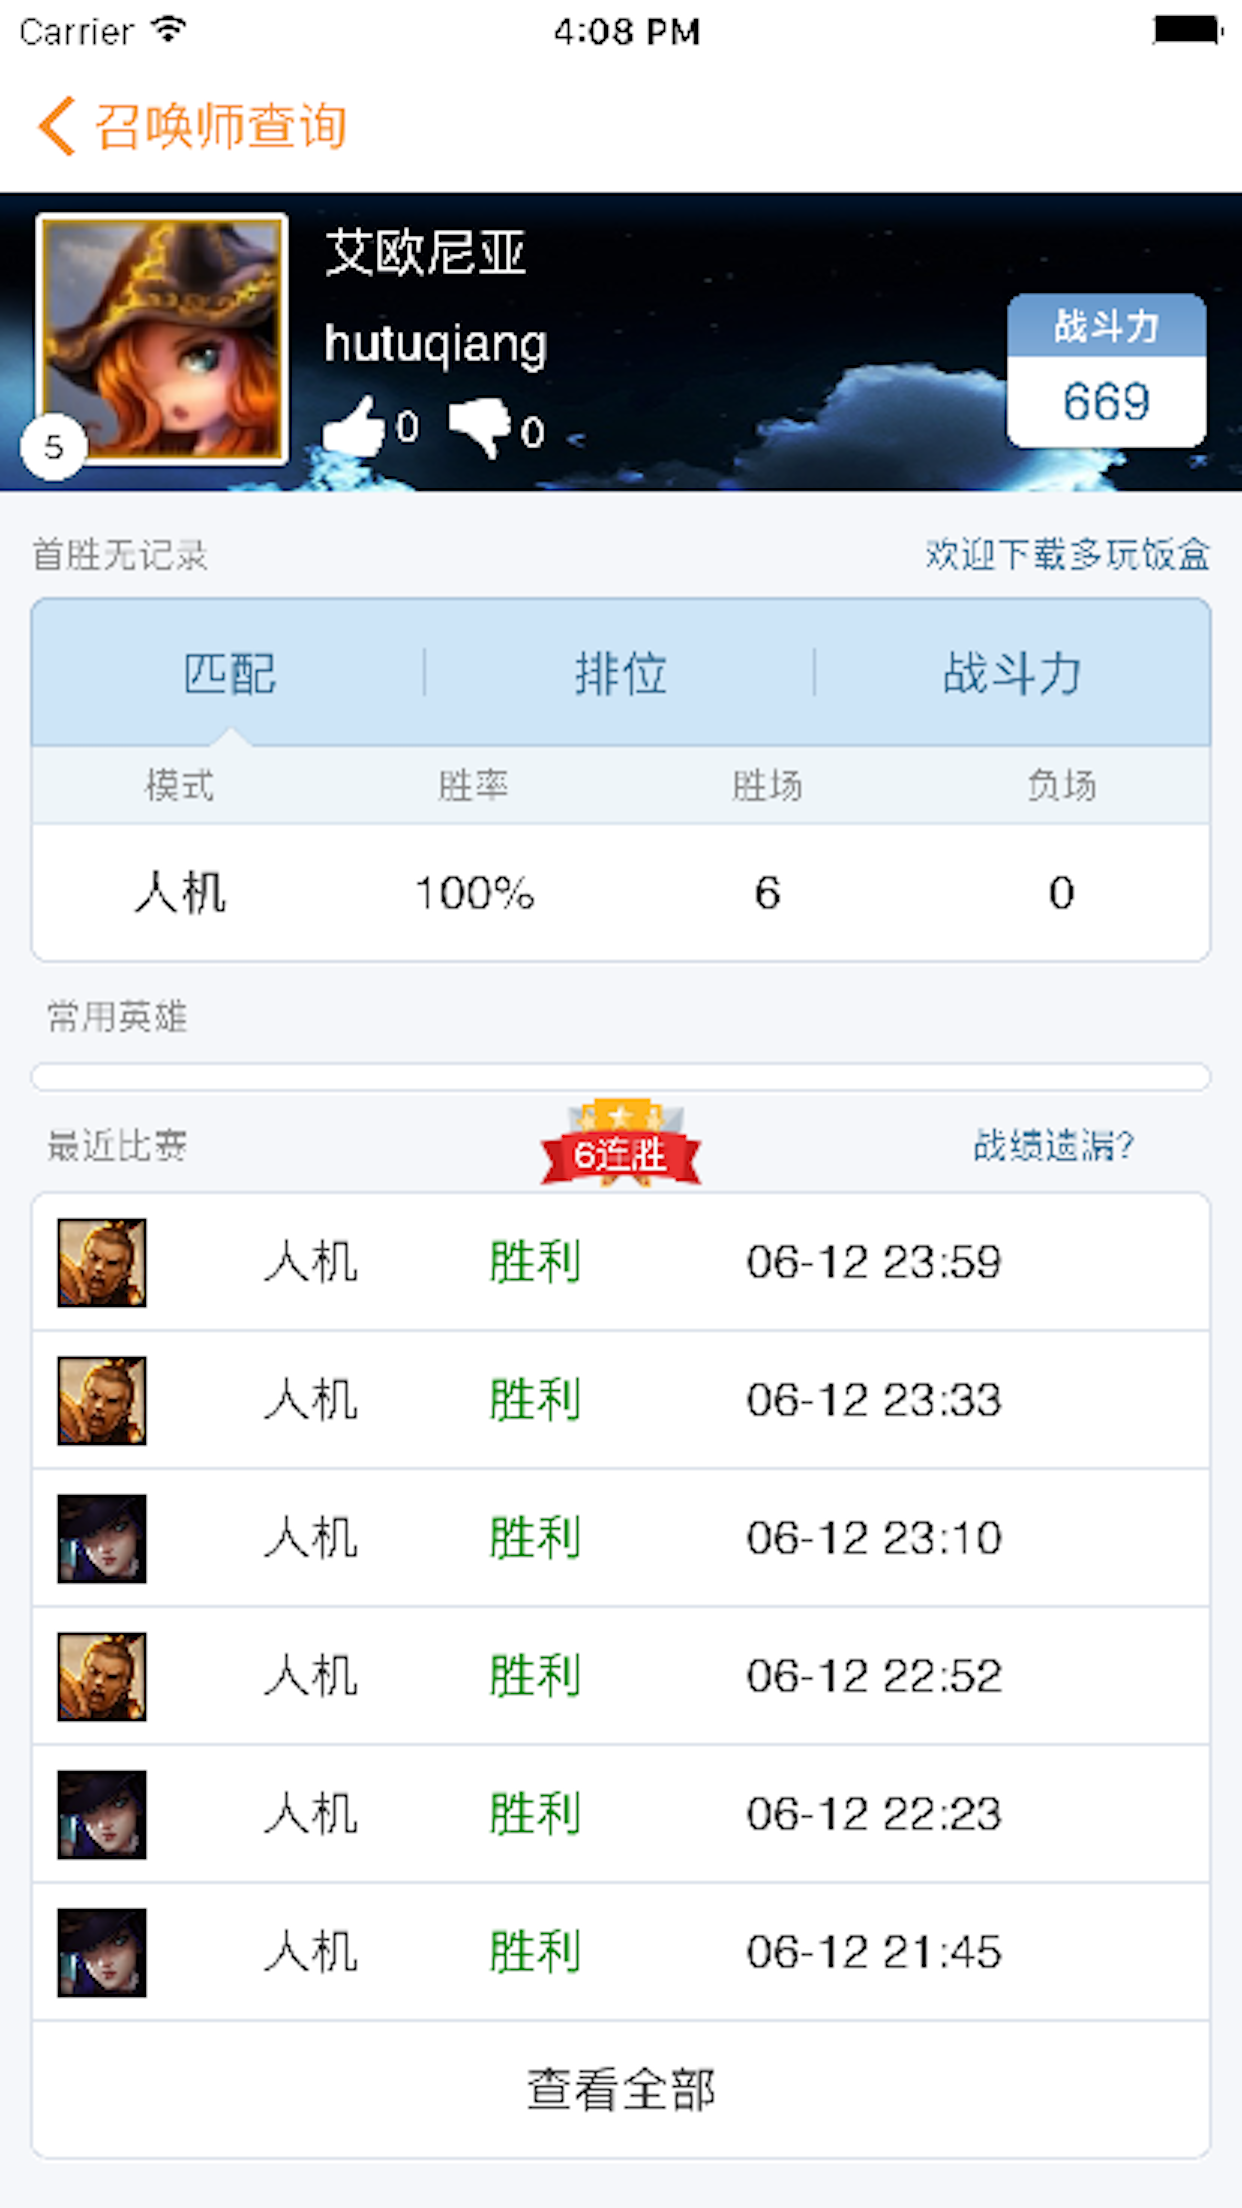 Carrier 4:08 PM
召唤师查询
艾欧尼亚
hutuqiang
战斗力
669
0 0
5
首胜无记录 欢迎下载多玩饭盒
匹配 排位 战斗力
模式 胜率 胜场 负场
人机 100% 6 0
常用英雄
最近比赛 6连胜 战绩遗漏?
人机 胜利 06-12 23:59
人机 胜利 06-12 23:33
人机 胜利 06-12 23:10
人机 胜利 06-12 22:52
人机 胜利 06-12 22:23
人机 胜利 06-12 21:45
查看全部